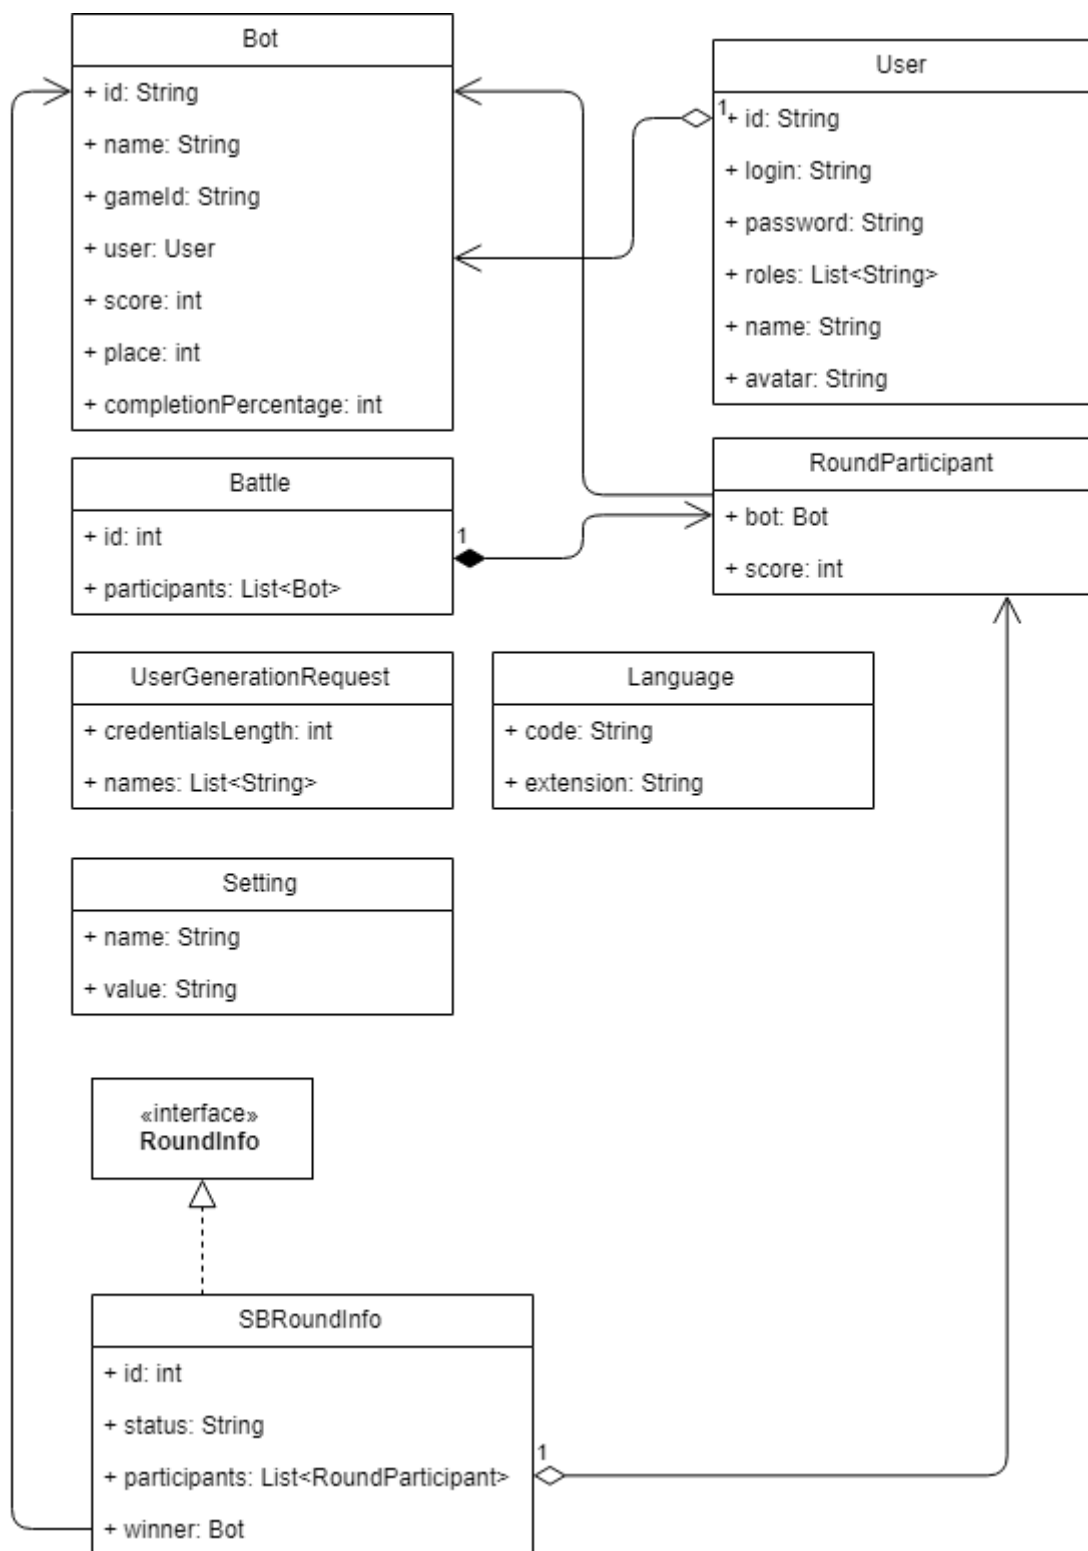 Bot
+ id: String
+ name: String
+ gameId: String
+ user: User
+ score: int
+ place: int
+ completionPercentage: int
User
1
+ id: String
+ login: String
+ password: String
+ roles: List<String>
+ name: String
+ avatar: String
Battle
+ id: int
+ participants: List<Bot>
1
RoundParticipant
+ bot: Bot
+ score: int
UserGenerationRequest
+ credentialsLength: int
+ names: List<String>
Language
+ code: String
+ extension: String
Setting
+ name: String
+ value: String
«interface»
RoundInfo
SBRoundInfo
+ id: int
+ status: String
+ participants: List<RoundParticipant>
+ winner: Bot
1